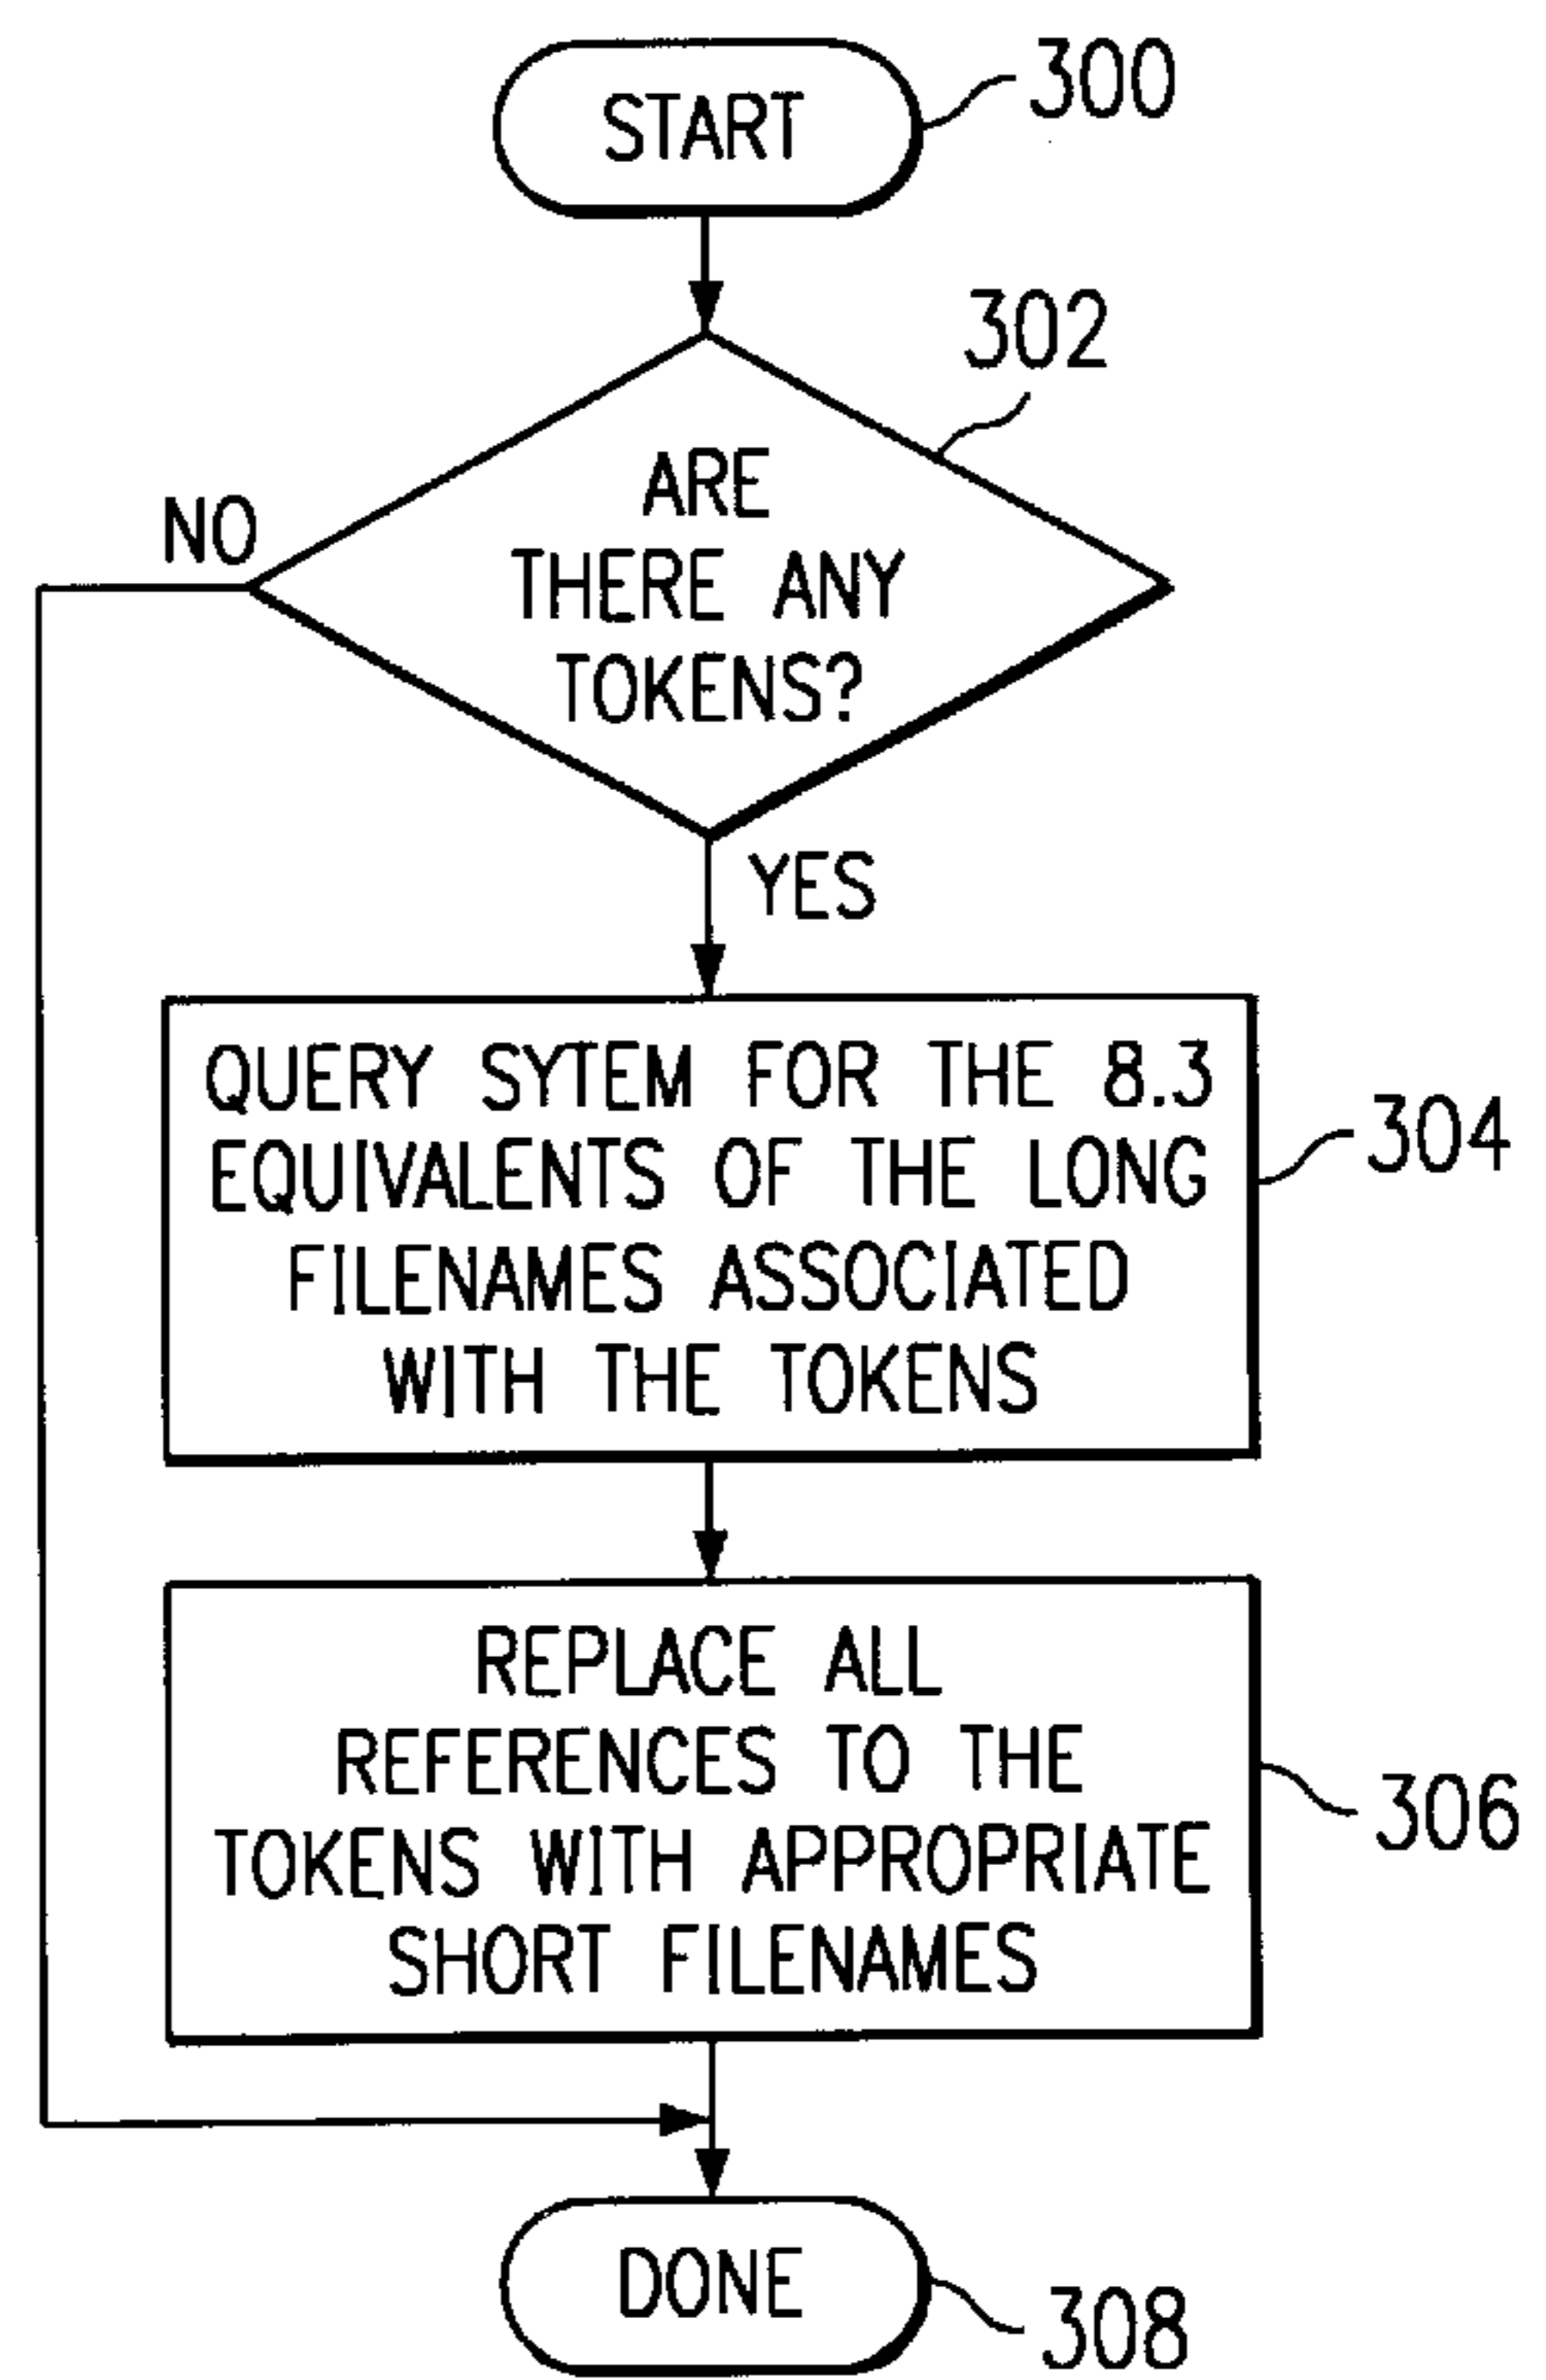 START
300
302
ARE
THERE ANY
TOKENS?
NO
YES
QUERY SYTEM FOR THE 8.3
EQUIVALENTS OF THE LONG
FILENAMES ASSOCIATED
WITH THE TOKENS
304
REPLACE ALL
REFERENCES TO THE
TOKENS WITH APPROPRIATE
SHORT FILENAMES
306
DONE
308